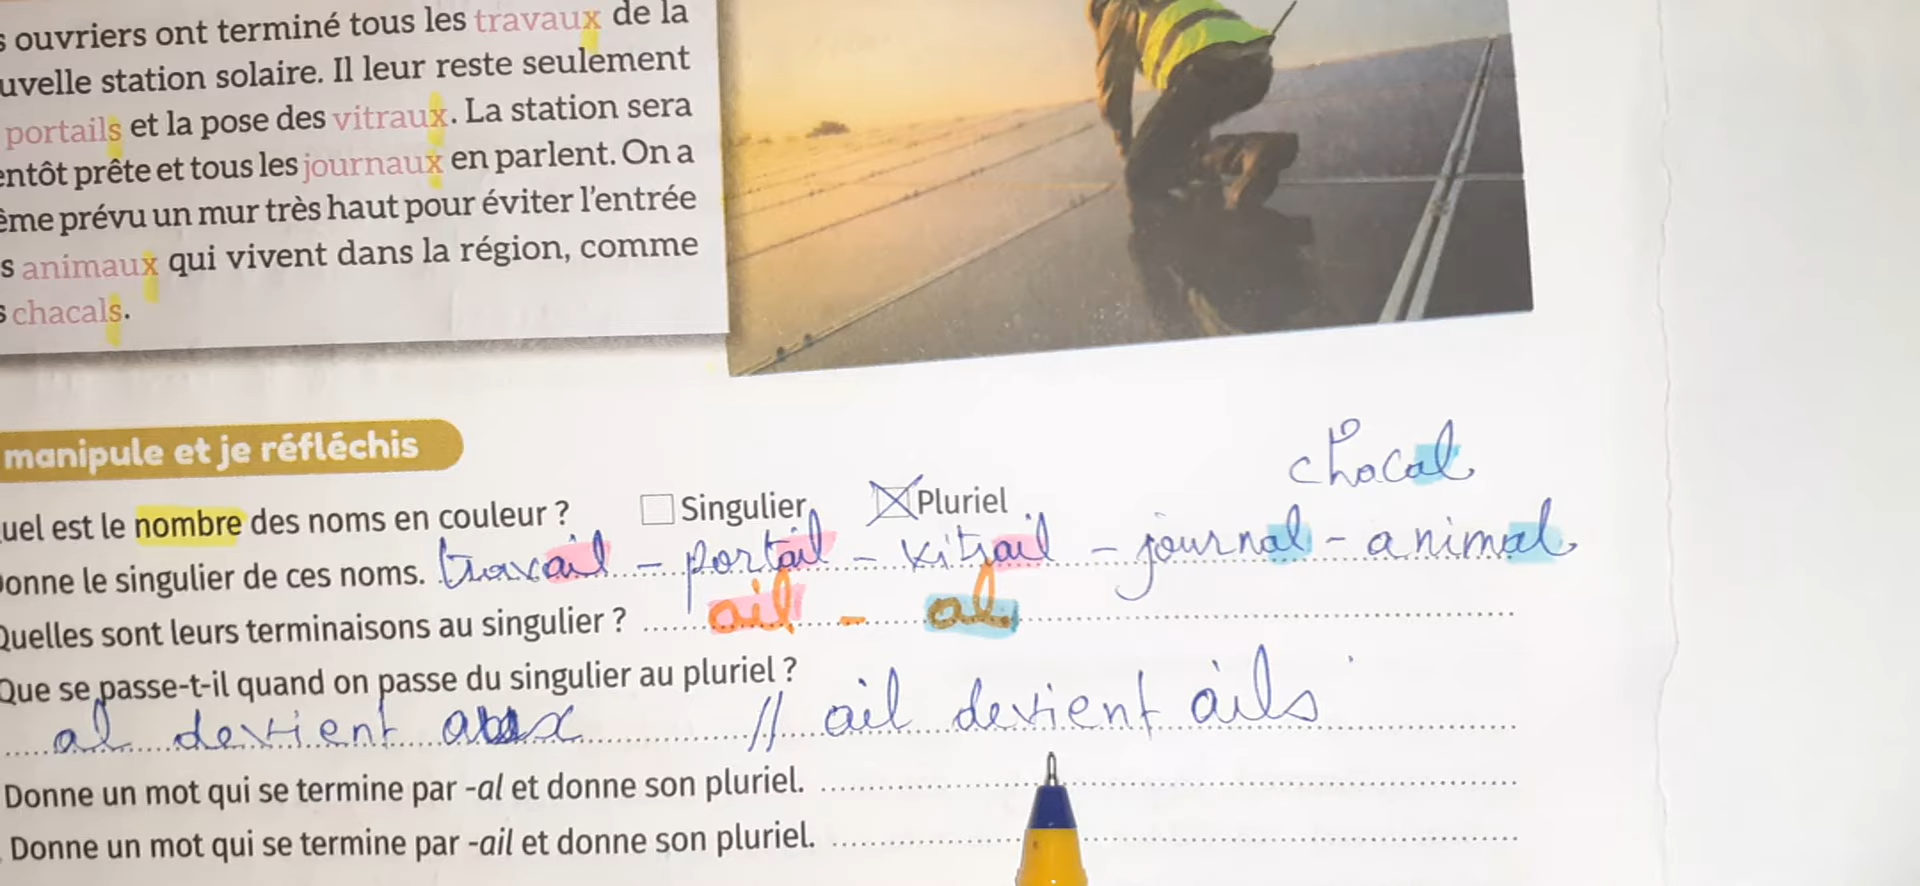 s ouvriers ont terminé tous les travaux de la
uvelle station solaire. Il leur reste seulement
portails et la pose des vitraux. La station sera
entôt prête et tous les journaux en parlent. On a
ême prévu un mur très haut pour éviter l'entrée
s animaux qui vivent dans la région, comme
s chacals.
manipule et je réfléchis
chacal
uel est le nombre des noms en couleur ? Singulier Pluriel
onne le singulier de ces noms. travail - portail - vitrail - journal - animal
Quelles sont leurs terminaisons au singulier ? ail - al
Que se passe-t-il quand on passe du singulier au pluriel ?
al devient aux // ail devient ails
Donne un mot qui se termine par -al et donne son pluriel.
Donne un mot qui se termine par -ail et donne son pluriel.